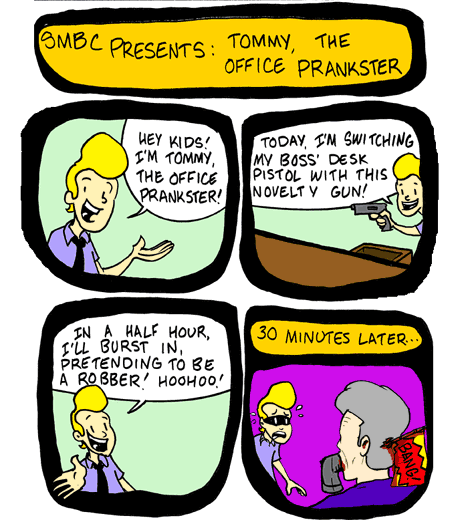 SMBC PRESENTS: TOMMY, THE
OFFICE PRANKSTER
HEY KIDS!
I'M TOMMY,
THE OFFICE
PRANKSTER!
TODAY, I'M SWITCHING
MY BOSS' DESK
PISTOL WITH THIS
NOVELTY GUN!
IN A HALF HOUR,
I'LL BURST IN,
PRETENDING TO BE
A ROBBER! HOOHOO!
30 MINUTES LATER...
BANG!